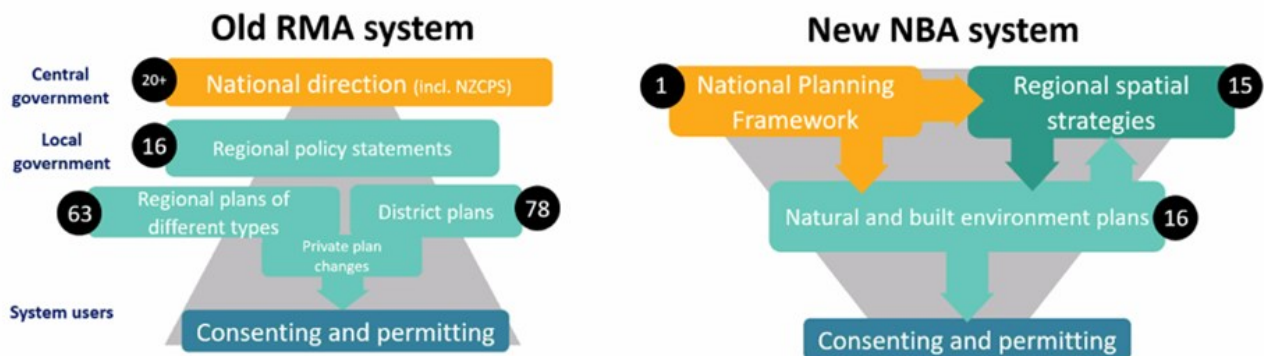 Old RMA system
Central
government
20+
National direction (incl. NZCPS)
Local
government
16
Regional policy statements
63
Regional plans of
different types
District plans
78
Private plan
changes
System users
Consenting and permitting
New NBA system
1
National Planning
Framework
Regional spatial
strategies
15
Natural and built environment plans
16
Consenting and permitting